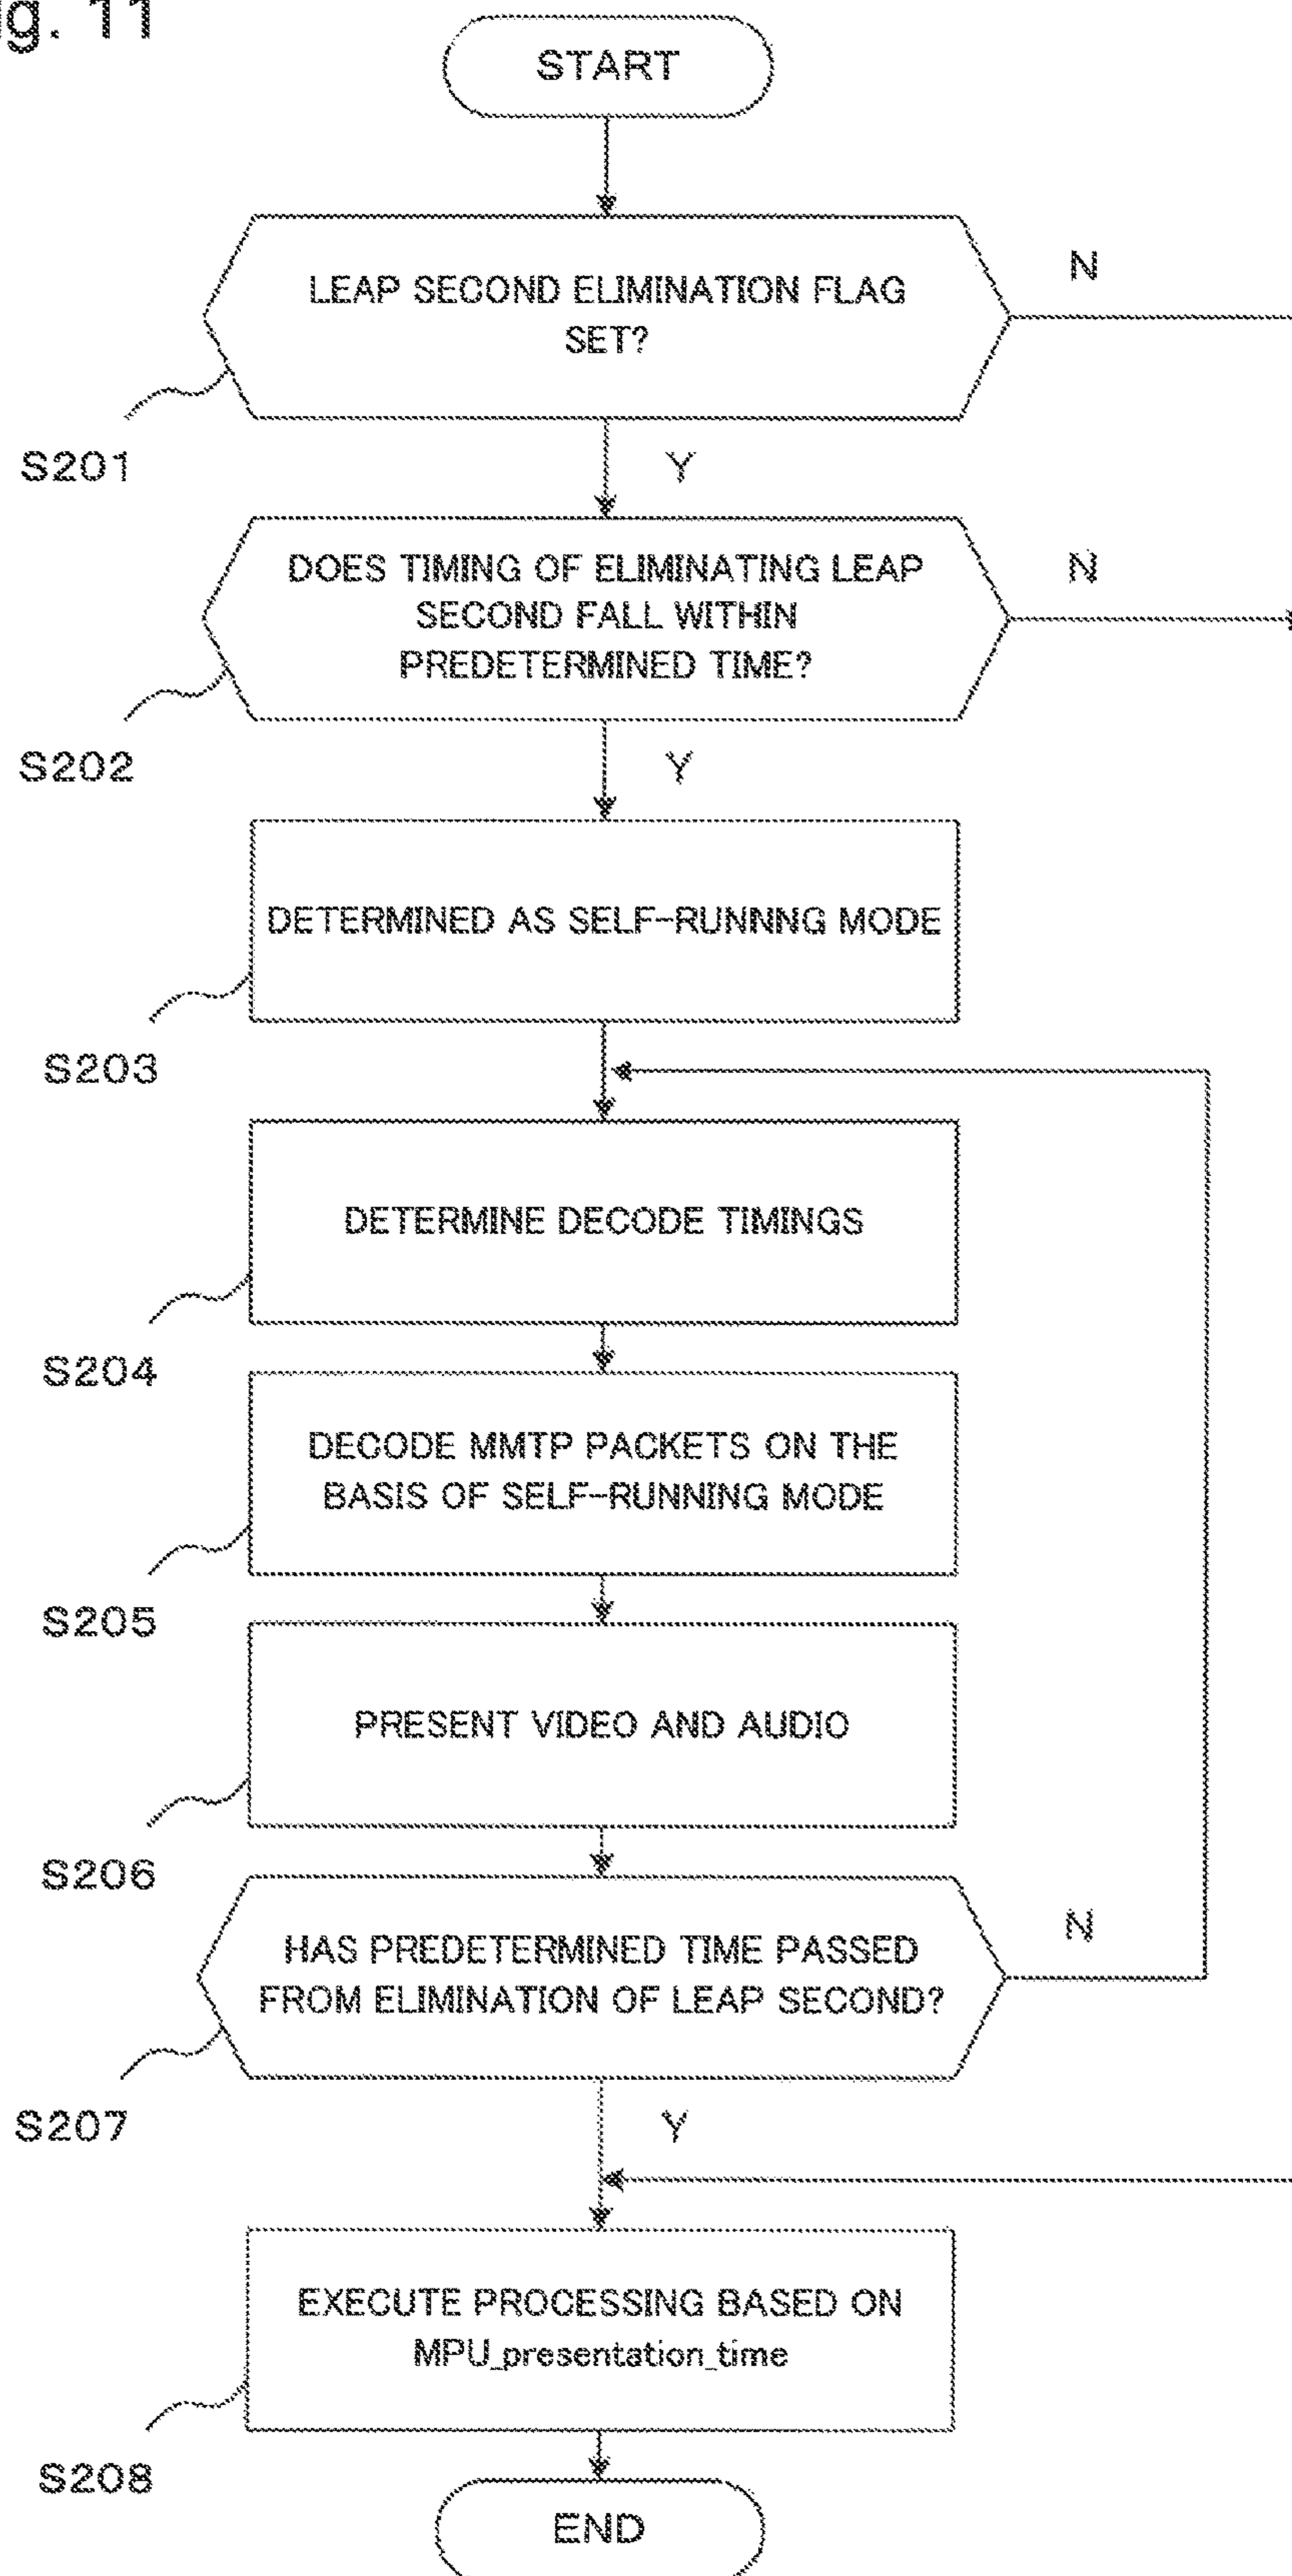 g. 11
START
LEAP SECOND ELIMINATION FLAG
SET?
N
S201
Y
DOES TIMING OF ELIMINATING LEAP
SECOND FALL WITHIN
PREDETERMINED TIME?
N
S202
Y
DETERMINED AS SELF-RUNNNG MODE
S203
DETERMINE DECODE TIMINGS
S204
DECODE MMTP PACKETS ON THE
BASIS OF SELF-RUNNING MODE
S205
PRESENT VIDEO AND AUDIO
S206
HAS PREDETERMINED TIME PASSED
FROM ELIMINATION OF LEAP SECOND?
N
S207
Y
EXECUTE PROCESSING BASED ON
MPU_presentation_time
S208
END